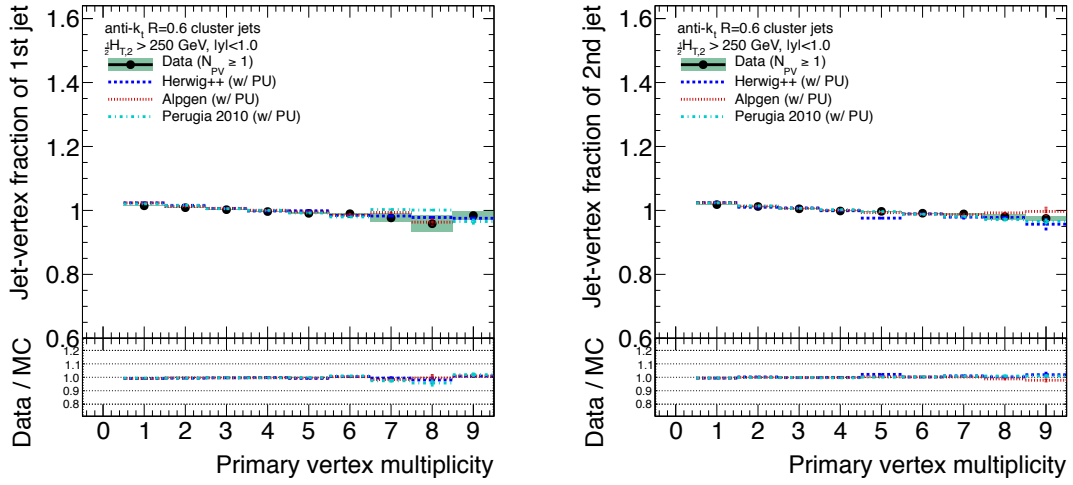 Jet-vertex fraction of 1st jet
1.6
1.4
1.2
1
0.8
0.6
anti-kt R=0.6 cluster jets
½HT,2 > 250 GeV, |y|<1.0
Data (NPV ≥ 1)
Herwig++ (w/ PU)
Alpgen (w/ PU)
Perugia 2010 (w/ PU)
Data / MC
1.2
1.1
1.0
0.9
0.8
0 1 2 3 4 5 6 7 8 9
Primary vertex multiplicity
Jet-vertex fraction of 2nd jet
1.6
1.4
1.2
1
0.8
0.6
anti-kt R=0.6 cluster jets
½HT,2 > 250 GeV, |y|<1.0
Data (NPV ≥ 1)
Herwig++ (w/ PU)
Alpgen (w/ PU)
Perugia 2010 (w/ PU)
Data / MC
1.2
1.1
1.0
0.9
0.8
0 1 2 3 4 5 6 7 8 9
Primary vertex multiplicity